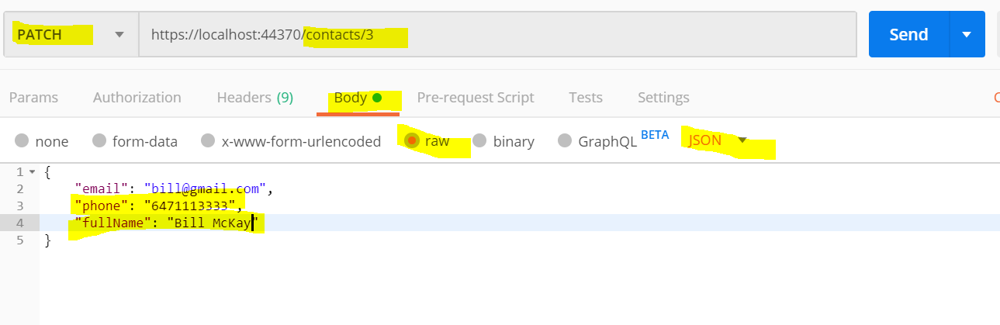 PATCH https://localhost:44370/contacts/3 Send
Params Authorization Headers (9) Body Pre-request Script Tests Settings C
none form-data x-www-form-urlencoded raw binary GraphQL BETA JSON
1 {
2 "email": "bill@gmail.com",
3 "phone": "6471113333",
4 "fullName": "Bill McKay"
5 }